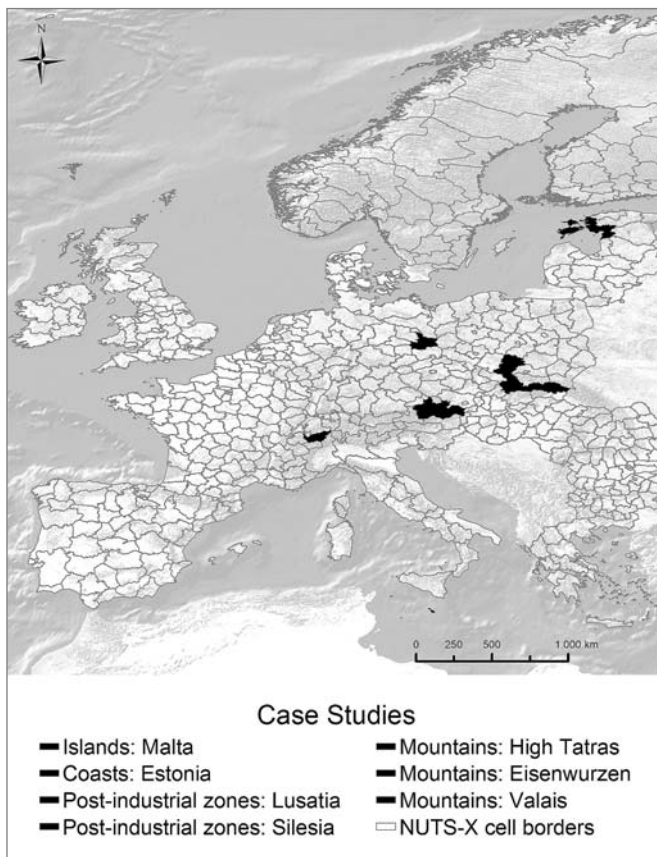 N
0 250 500 1 000 km
Case Studies
Islands: Malta
Coasts: Estonia
Post-industrial zones: Lusatia
Post-industrial zones: Silesia
Mountains: High Tatras
Mountains: Eisenwurzen
Mountains: Valais
NUTS-X cell borders